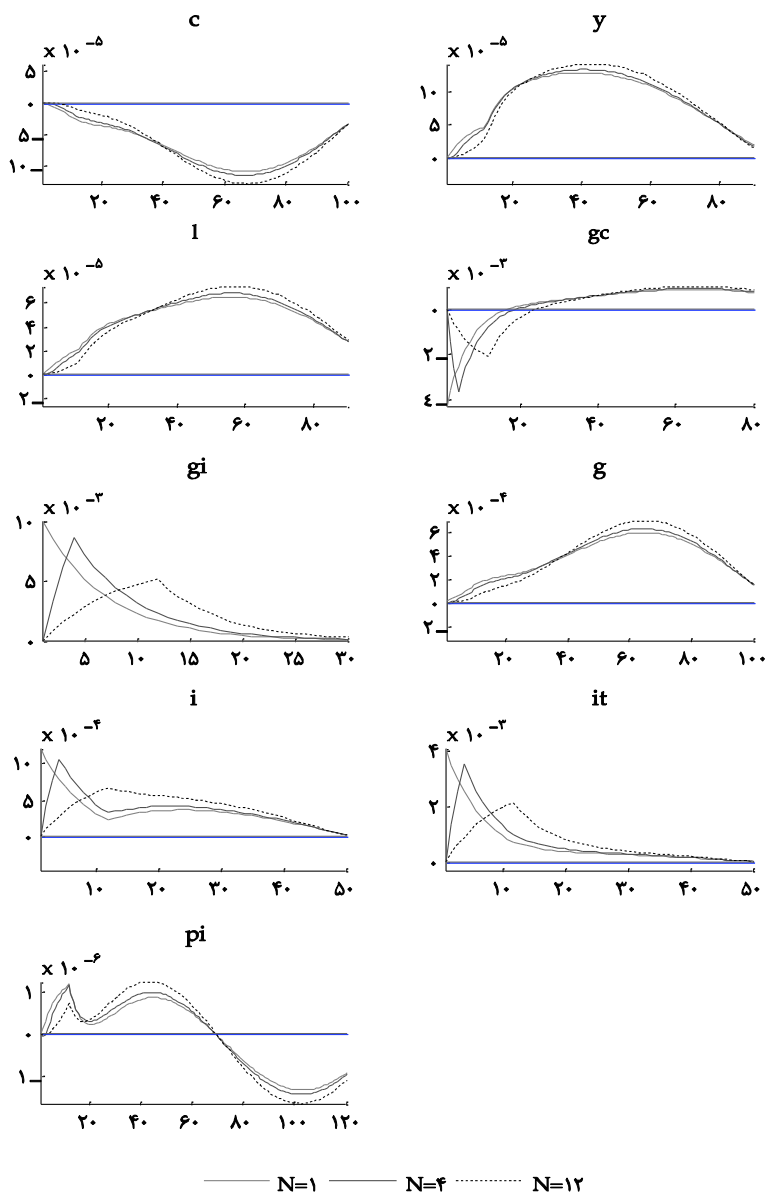 c
x ۱۰ ⁻⁵
۵
۰
۵–
۱۰–
۲۰ ۴۰ ۶۰ ۸۰ ۱۰۰
y
x ۱۰ ⁻⁵
۱۰
۵
۰
۲۰ ۴۰ ۶۰ ۸۰
l
x ۱۰ ⁻⁵
۶
۴
۲
۰
۲–
۲۰ ۴۰ ۶۰ ۸۰
gc
x ۱۰ ⁻³
۰
۲–
٤–
۲۰ ۴۰ ۶۰ ۸۰
gi
x ۱۰ ⁻³
۱۰
۵
۰
۵ ۱۰ ۱۵ ۲۰ ۲۵ ۳۰
g
x ۱۰ ⁻⁴
۶
۴
۲
۰
۲–
۲۰ ۴۰ ۶۰ ۸۰ ۱۰۰
i
x ۱۰ ⁻⁴
۱۰
۵
۰
۱۰ ۲۰ ۳۰ ۴۰ ۵۰
it
x ۱۰ ⁻³
۴
۲
۰
۱۰ ۲۰ ۳۰ ۴۰ ۵۰
pi
x ۱۰ ⁻⁶
۱
۰
۱–
۲۰ ۴۰ ۶۰ ۸۰ ۱۰۰ ۱۲۰
N=۱ N=۴ N=۱۲